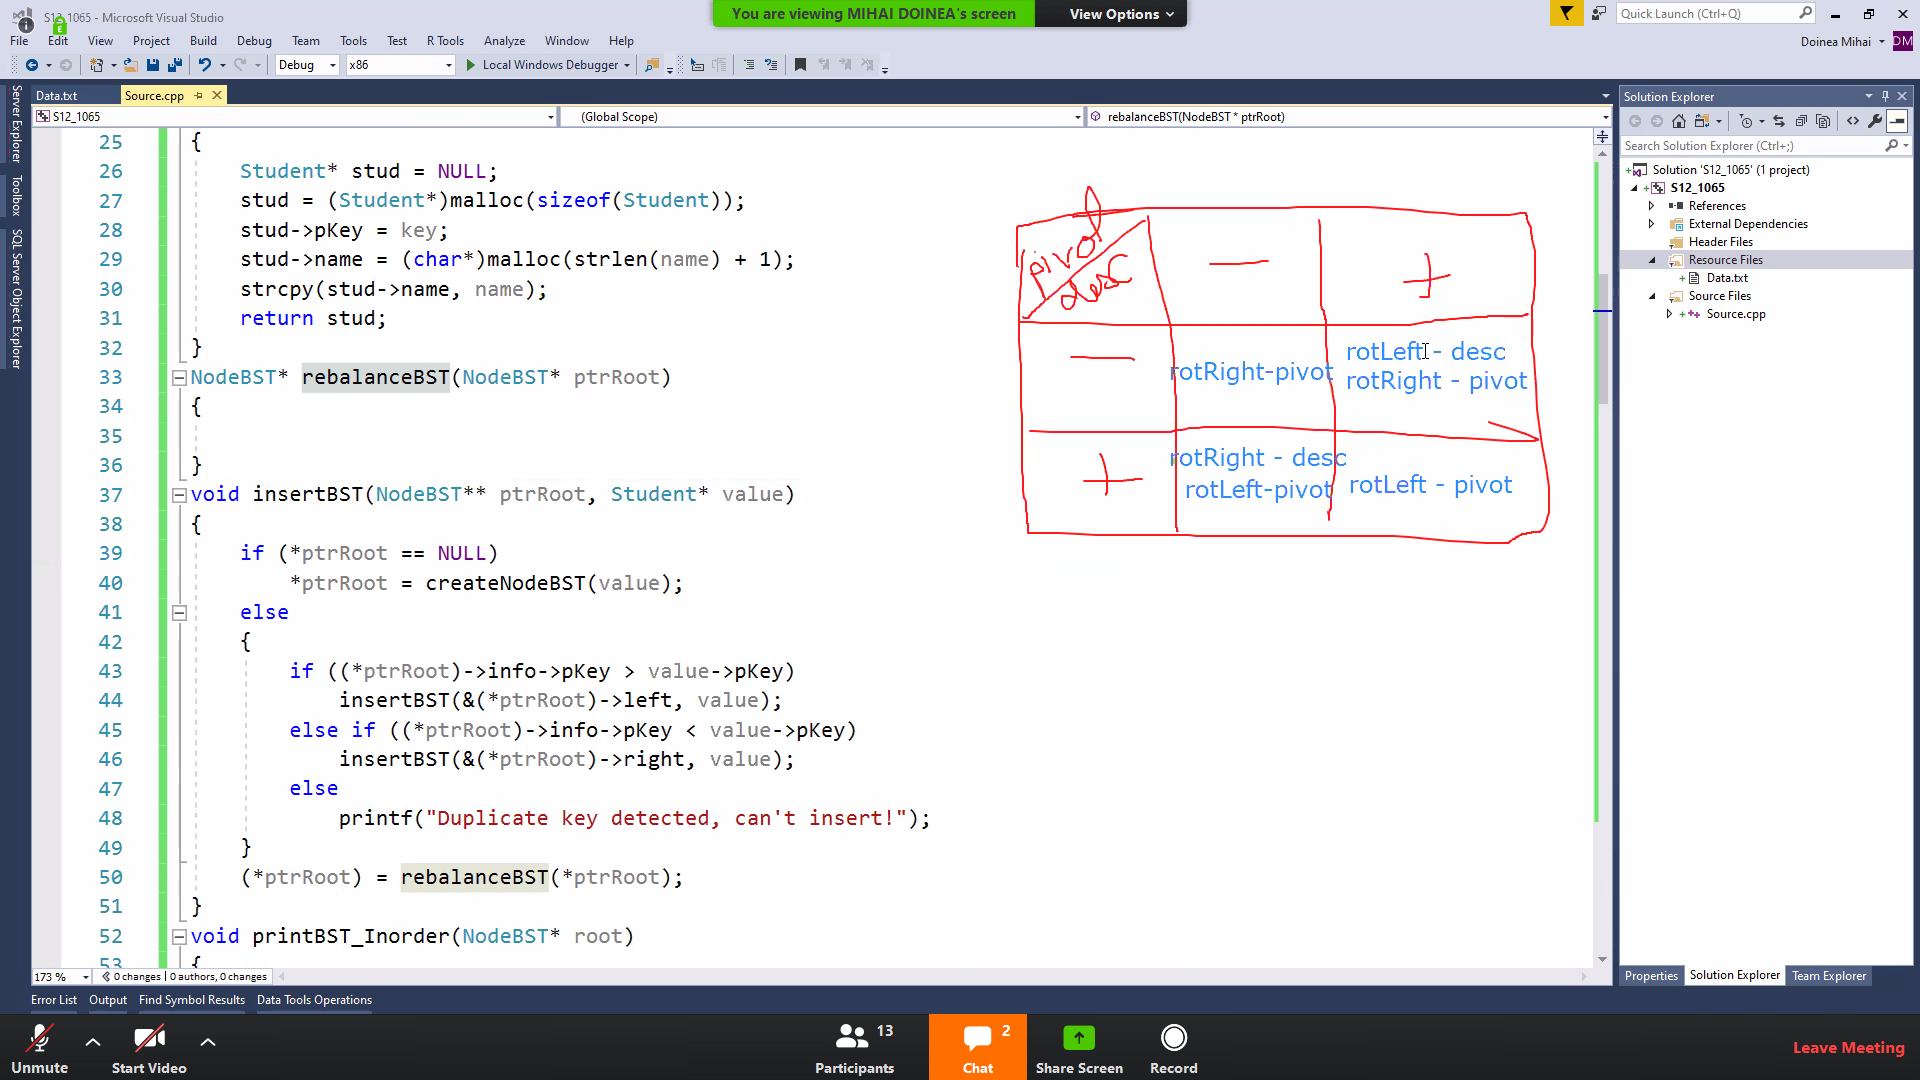 S12_1065 - Microsoft Visual Studio
You are viewing MIHAI DOINEA's screen
View Options
Quick Launch (Ctrl+Q)
File Edit View Project Build Debug Team Tools Test R Tools Analyze Window Help
Doinea Mihai
DM
Debug
x86
Local Windows Debugger
Data.txt
Source.cpp
S12_1065
(Global Scope)
rebalanceBST(NodeBST * ptrRoot)
Server Explorer
Toolbox
SQL Server Object Explorer
25 {
26 Student* stud = NULL;
27 stud = (Student*)malloc(sizeof(Student));
28 stud->pKey = key;
29 stud->name = (char*)malloc(strlen(name) + 1);
30 strcpy(stud->name, name);
31 return stud;
32 }
33 NodeBST* rebalanceBST(NodeBST* ptrRoot)
34 {
35
36 }
37 void insertBST(NodeBST** ptrRoot, Student* value)
38 {
39 if (*ptrRoot == NULL)
40 *ptrRoot = createNodeBST(value);
41 else
42 {
43 if ((*ptrRoot)->info->pKey > value->pKey)
44 insertBST(&(*ptrRoot)->left, value);
45 else if ((*ptrRoot)->info->pKey < value->pKey)
46 insertBST(&(*ptrRoot)->right, value);
47 else
48 printf("Duplicate key detected, can't insert!");
49 }
50 (*ptrRoot) = rebalanceBST(*ptrRoot);
51 }
52 void printBST_Inorder(NodeBST* root)
53 {
pivot
desc
— +
—
rotRight-pivot
rotLeft - desc
rotRight - pivot
+
rotRight - desc
rotLeft-pivot
rotLeft - pivot
Solution Explorer
Search Solution Explorer (Ctrl+;)
Solution 'S12_1065' (1 project)
S12_1065
References
External Dependencies
Header Files
Resource Files
Data.txt
Source Files
Source.cpp
173 %
0 changes | 0 authors, 0 changes
Properties Solution Explorer Team Explorer
Error List Output Find Symbol Results Data Tools Operations
Unmute
Start Video
Participants
13
Chat
2
Share Screen
Record
Leave Meeting